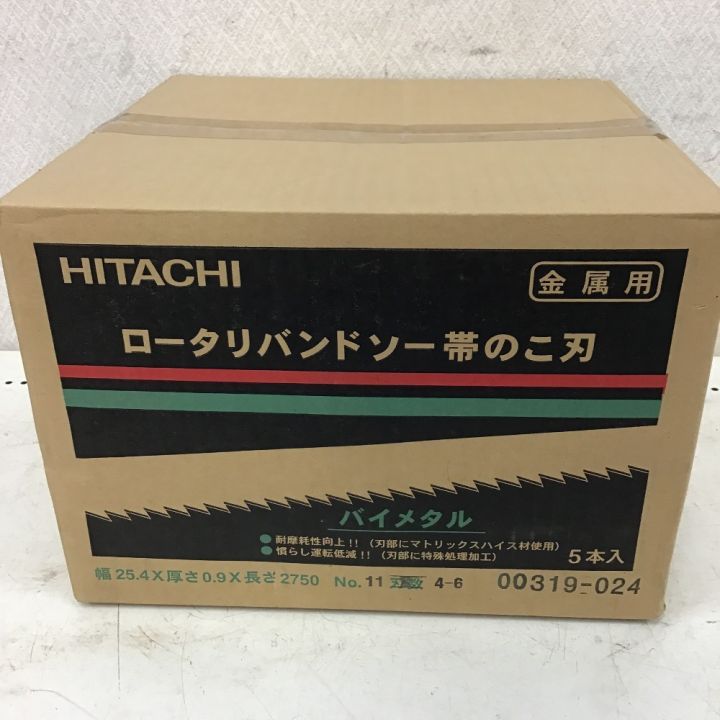 HITACHI
金属用
ロータリバンドソー帯のこ刃
バイメタル
●耐摩耗性向上!!(刃部にマトリックスハイス材使用)
●慣らし運転低減!!(刃部に特殊処理加工)
5本入
幅25.4X厚さ0.9X長さ2750 No.11 刃数 4-6 00319-024